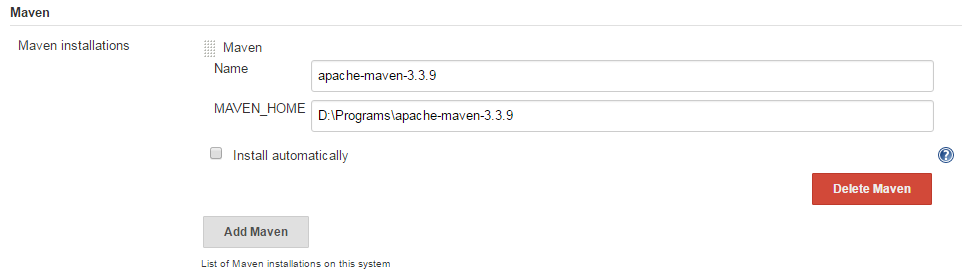 Maven
Maven installations
Maven
Name
apache-maven-3.3.9
MAVEN_HOME
D:\Programs\apache-maven-3.3.9
Install automatically
?
Delete Maven
Add Maven
List of Maven installations on this system